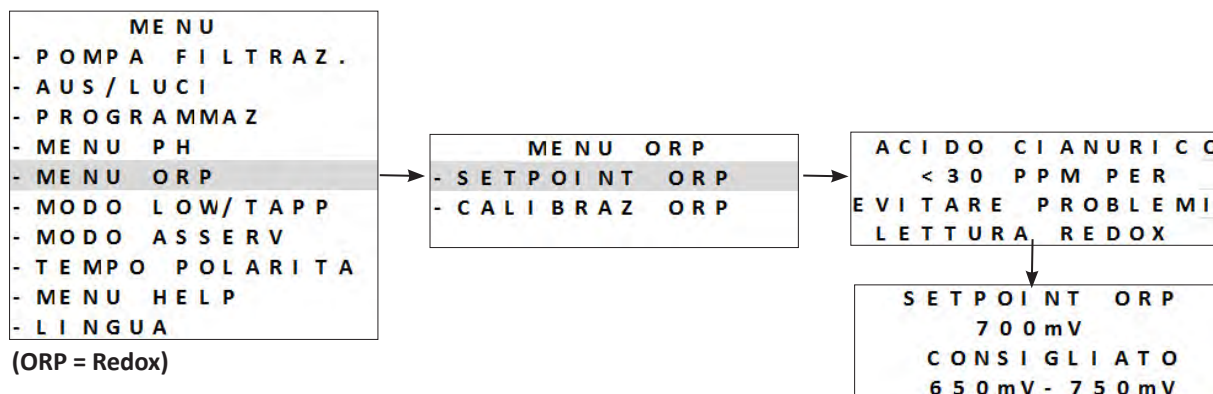 MENU
- POMPA FILTRAZ.
- AUS/LUCI
- PROGRAMMAZ
- MENU PH
- MENU ORP
- MODO LOW/TAPP
- MODO ASSERV
- TEMPO POLARITA
- MENU HELP
- LINGUA
(ORP = Redox)
MENU ORP
- SETPOINT ORP
- CALIBRAZ ORP
ACIDO CIANURICO
<30 PPM PER
EVITARE PROBLEMI
LETTURA REDOX
SETPOINT ORP
700mV
CONSIGLIATO
650mV- 750mV